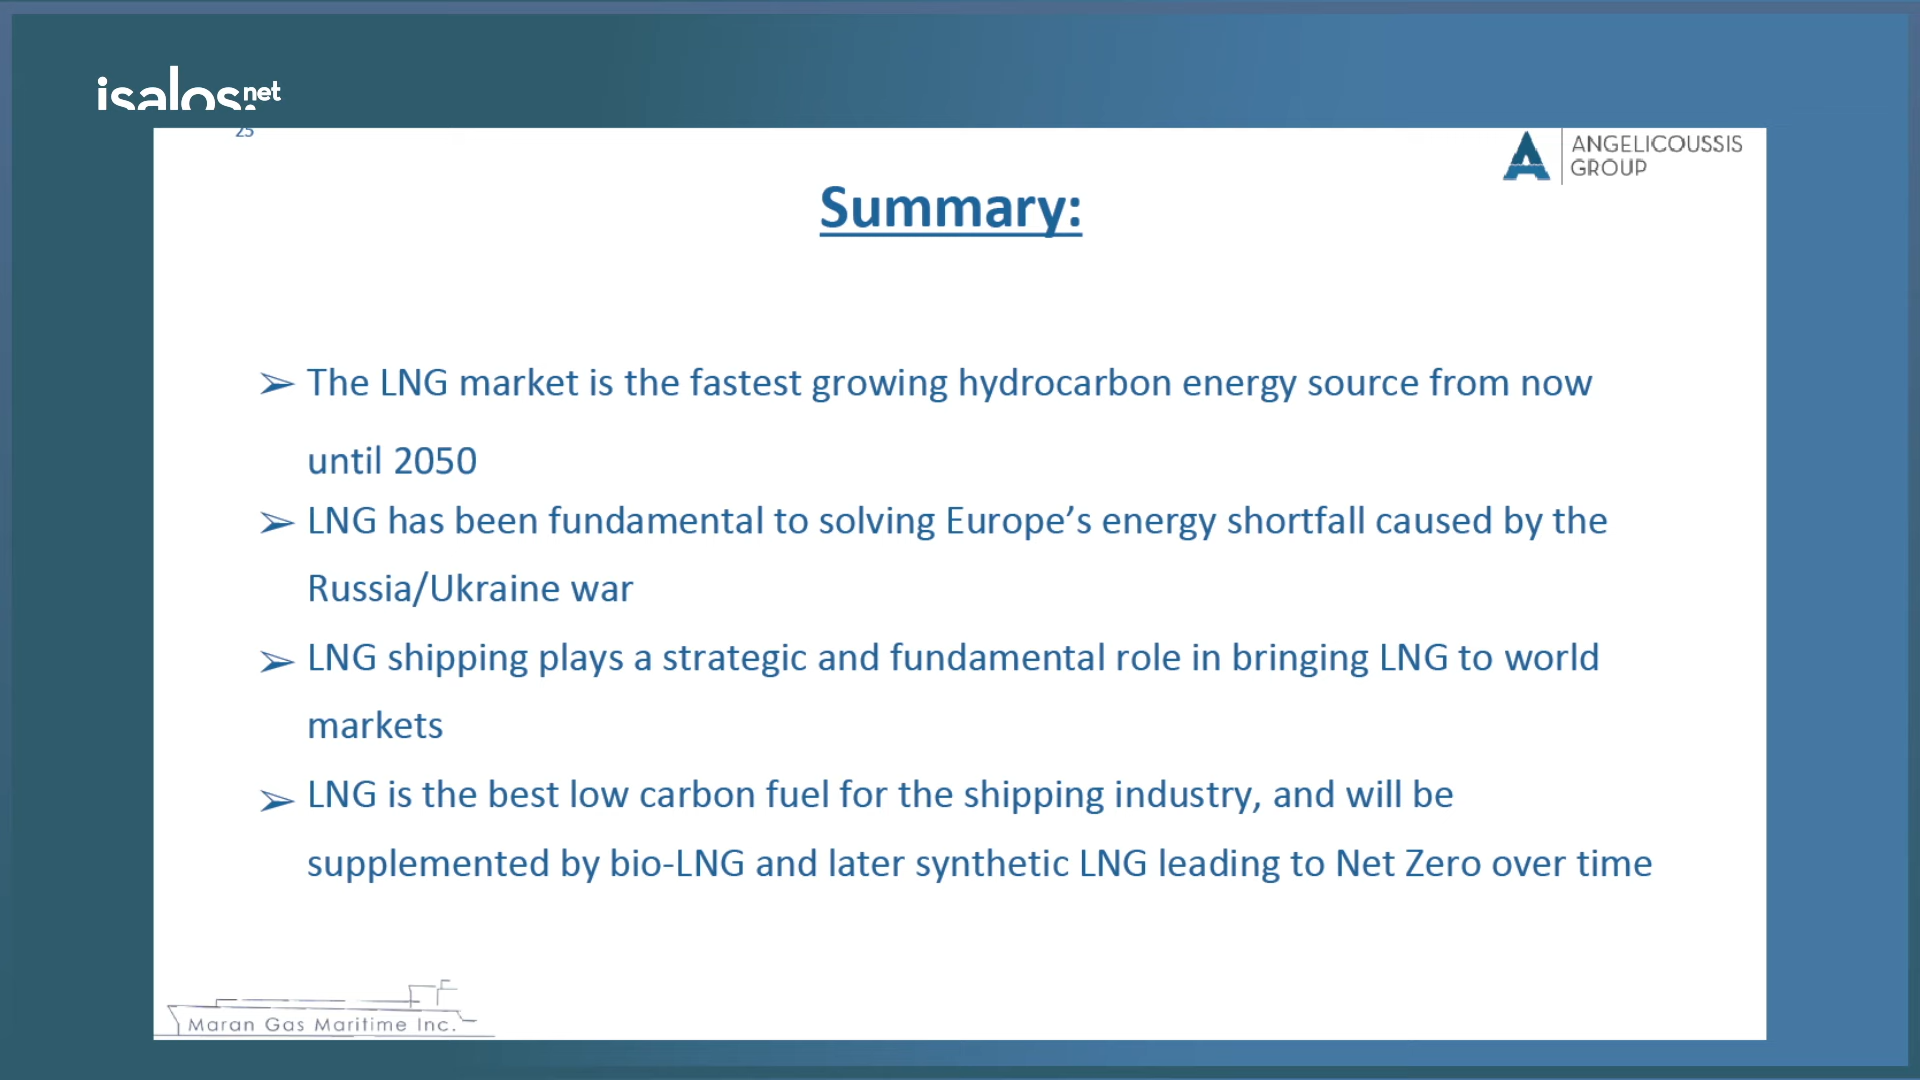 isalos.net
25
ANGELICOUSSIS
GROUP
Summary:
➢ The LNG market is the fastest growing hydrocarbon energy source from now
until 2050
➢ LNG has been fundamental to solving Europe’s energy shortfall caused by the
Russia/Ukraine war
➢ LNG shipping plays a strategic and fundamental role in bringing LNG to world
markets
➢ LNG is the best low carbon fuel for the shipping industry, and will be
supplemented by bio-LNG and later synthetic LNG leading to Net Zero over time
Maran Gas Maritime Inc.